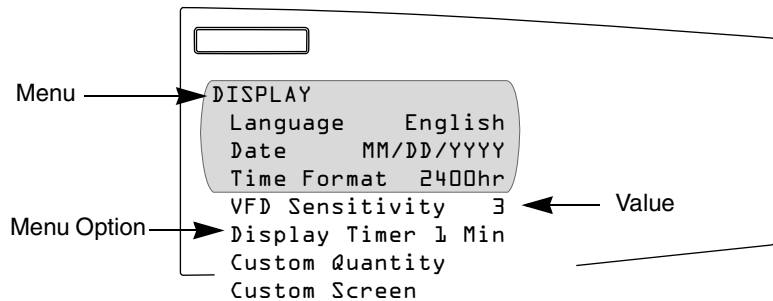 Menu
DISPLAY
Language English
Date MM/DD/YYYY
Time Format 2400hr
VFD Sensitivity 3
Value
Menu Option
Display Timer 1 Min
Custom Quantity
Custom Screen